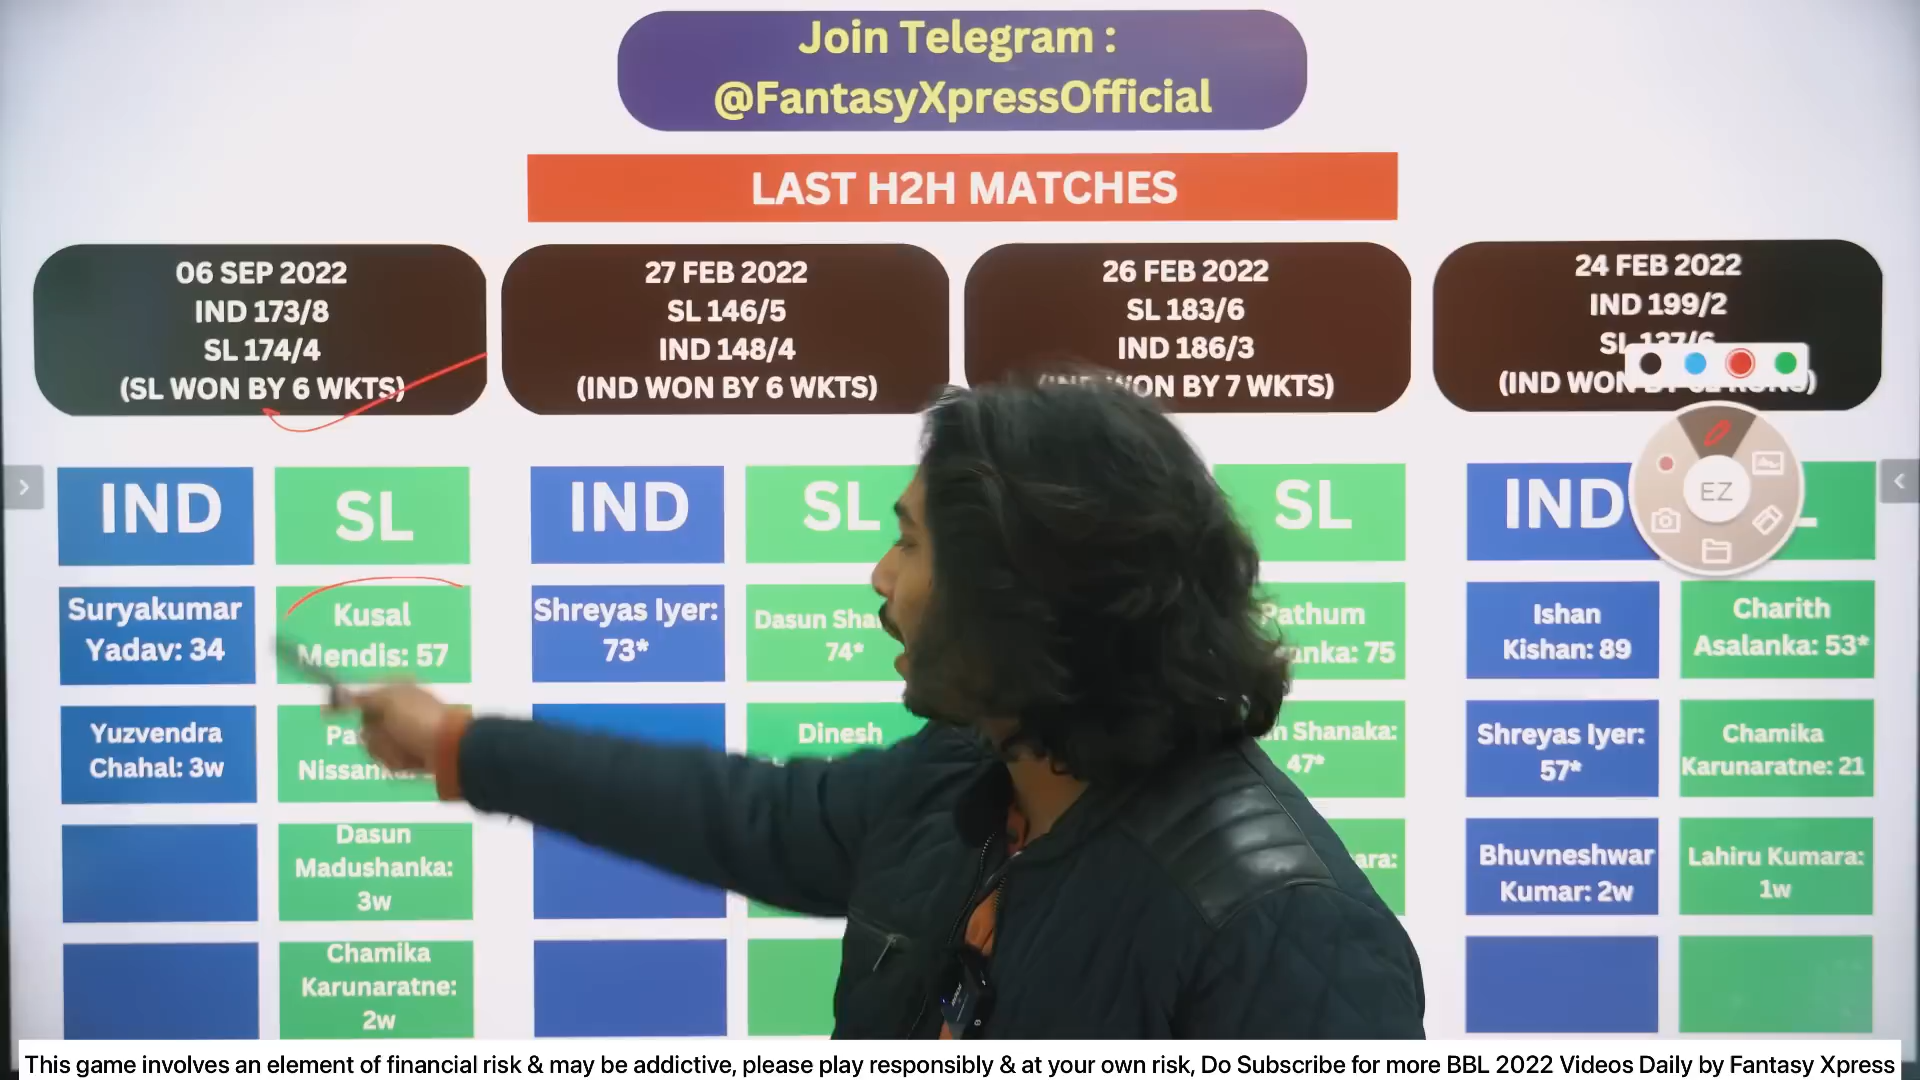 Join Telegram :
@FantasyXpressOfficial
LAST H2H MATCHES
06 SEP 2022
IND 173/8
SL 174/4
(SL WON BY 6 WKTS)
27 FEB 2022
SL 146/5
IND 148/4
(IND WON BY 6 WKTS)
26 FEB 2022
SL 183/6
IND 186/3
WON BY 7 WKTS)
24 FEB 2022
IND 199/2
SL
(IND WON
IND
SL
IND
SL
SL
IND
EZ
Suryakumar
Yadav: 34
Kusal
Mendis: 57
Shreyas Iyer:
73*
Dasun
74*
Pathum
75
Ishan
Kishan: 89
Charith
Asalanka: 53*
Yuzvendra
Chahal: 3w
Dinesh
Shanaka:
47*
Shreyas Iyer:
57*
Chamika
Karunaratne: 21
Dasun
Madushanka:
3w
Bhuvneshwar
Kumar: 2w
Lahiru Kumara:
1w
Chamika
Karunaratne:
2w
This game involves an element of financial risk & may be addictive, please play responsibly & at your own risk, Do Subscribe for more BBL 2022 Videos Daily by Fantasy Xpress